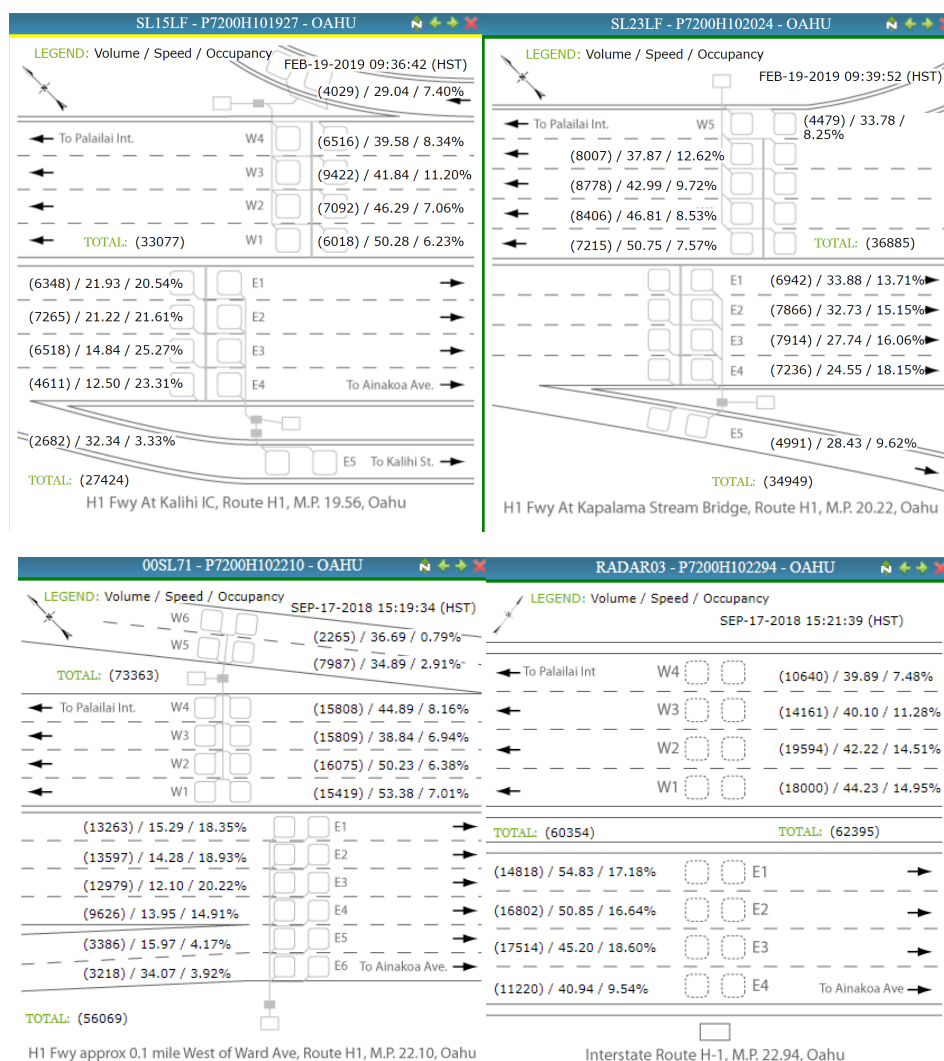 SL15LF - P7200H101927 - OAHU
LEGEND: Volume / Speed / Occupancy
FEB-19-2019 09:36:42 (HST)
(4029) / 29.04 / 7.40%
To Palailai Int.
W4
(6516) / 39.58 / 8.34%
W3
(9422) / 41.84 / 11.20%
W2
(7092) / 46.29 / 7.06%
TOTAL: (33077)
W1
(6018) / 50.28 / 6.23%
(6348) / 21.93 / 20.54%
E1
(7265) / 21.22 / 21.61%
E2
(6518) / 14.84 / 25.27%
E3
(4611) / 12.50 / 23.31%
E4
To Ainakoa Ave.
(2682) / 32.34 / 3.33%
E5
To Kalihi St.
TOTAL: (27424)
H1 Fwy At Kalihi IC, Route H1, M.P. 19.56, Oahu
SL23LF - P7200H102024 - OAHU
LEGEND: Volume / Speed / Occupancy
FEB-19-2019 09:39:52 (HST)
To Palailai Int.
W5
(4479) / 33.78 /
8.25%
(8007) / 37.87 / 12.62%
(8778) / 42.99 / 9.72%
(8406) / 46.81 / 8.53%
(7215) / 50.75 / 7.57%
TOTAL: (36885)
E1
(6942) / 33.88 / 13.71%
E2
(7866) / 32.73 / 15.15%
E3
(7914) / 27.74 / 16.06%
E4
(7236) / 24.55 / 18.15%
E5
(4991) / 28.43 / 9.62%
TOTAL: (34949)
H1 Fwy At Kapalama Stream Bridge, Route H1, M.P. 20.22, Oahu
00SL71 - P7200H102210 - OAHU
LEGEND: Volume / Speed / Occupancy
SEP-17-2018 15:19:34 (HST)
W6
(2265) / 36.69 / 0.79%
W5
(7987) / 34.89 / 2.91%
TOTAL: (73363)
To Palailai Int.
W4
(15808) / 44.89 / 8.16%
W3
(15809) / 38.84 / 6.94%
W2
(16075) / 50.23 / 6.38%
W1
(15419) / 53.38 / 7.01%
(13263) / 15.29 / 18.35%
E1
(13597) / 14.28 / 18.93%
E2
(12979) / 12.10 / 20.22%
E3
(9626) / 13.95 / 14.91%
E4
(3386) / 15.97 / 4.17%
E5
(3218) / 34.07 / 3.92%
E6
To Ainakoa Ave.
TOTAL: (56069)
H1 Fwy approx 0.1 mile West of Ward Ave, Route H1, M.P. 22.10, Oahu
RADAR03 - P7200H102294 - OAHU
LEGEND: Volume / Speed / Occupancy
SEP-17-2018 15:21:39 (HST)
To Palailai Int
W4
(10640) / 39.89 / 7.48%
W3
(14161) / 40.10 / 11.28%
W2
(19594) / 42.22 / 14.51%
W1
(18000) / 44.23 / 14.95%
TOTAL: (60354)
TOTAL: (62395)
(14818) / 54.83 / 17.18%
E1
(16802) / 50.85 / 16.64%
E2
(17514) / 45.20 / 18.60%
E3
(11220) / 40.94 / 9.54%
E4
To Ainakoa Ave
Interstate Route H-1, M.P. 22.94, Oahu